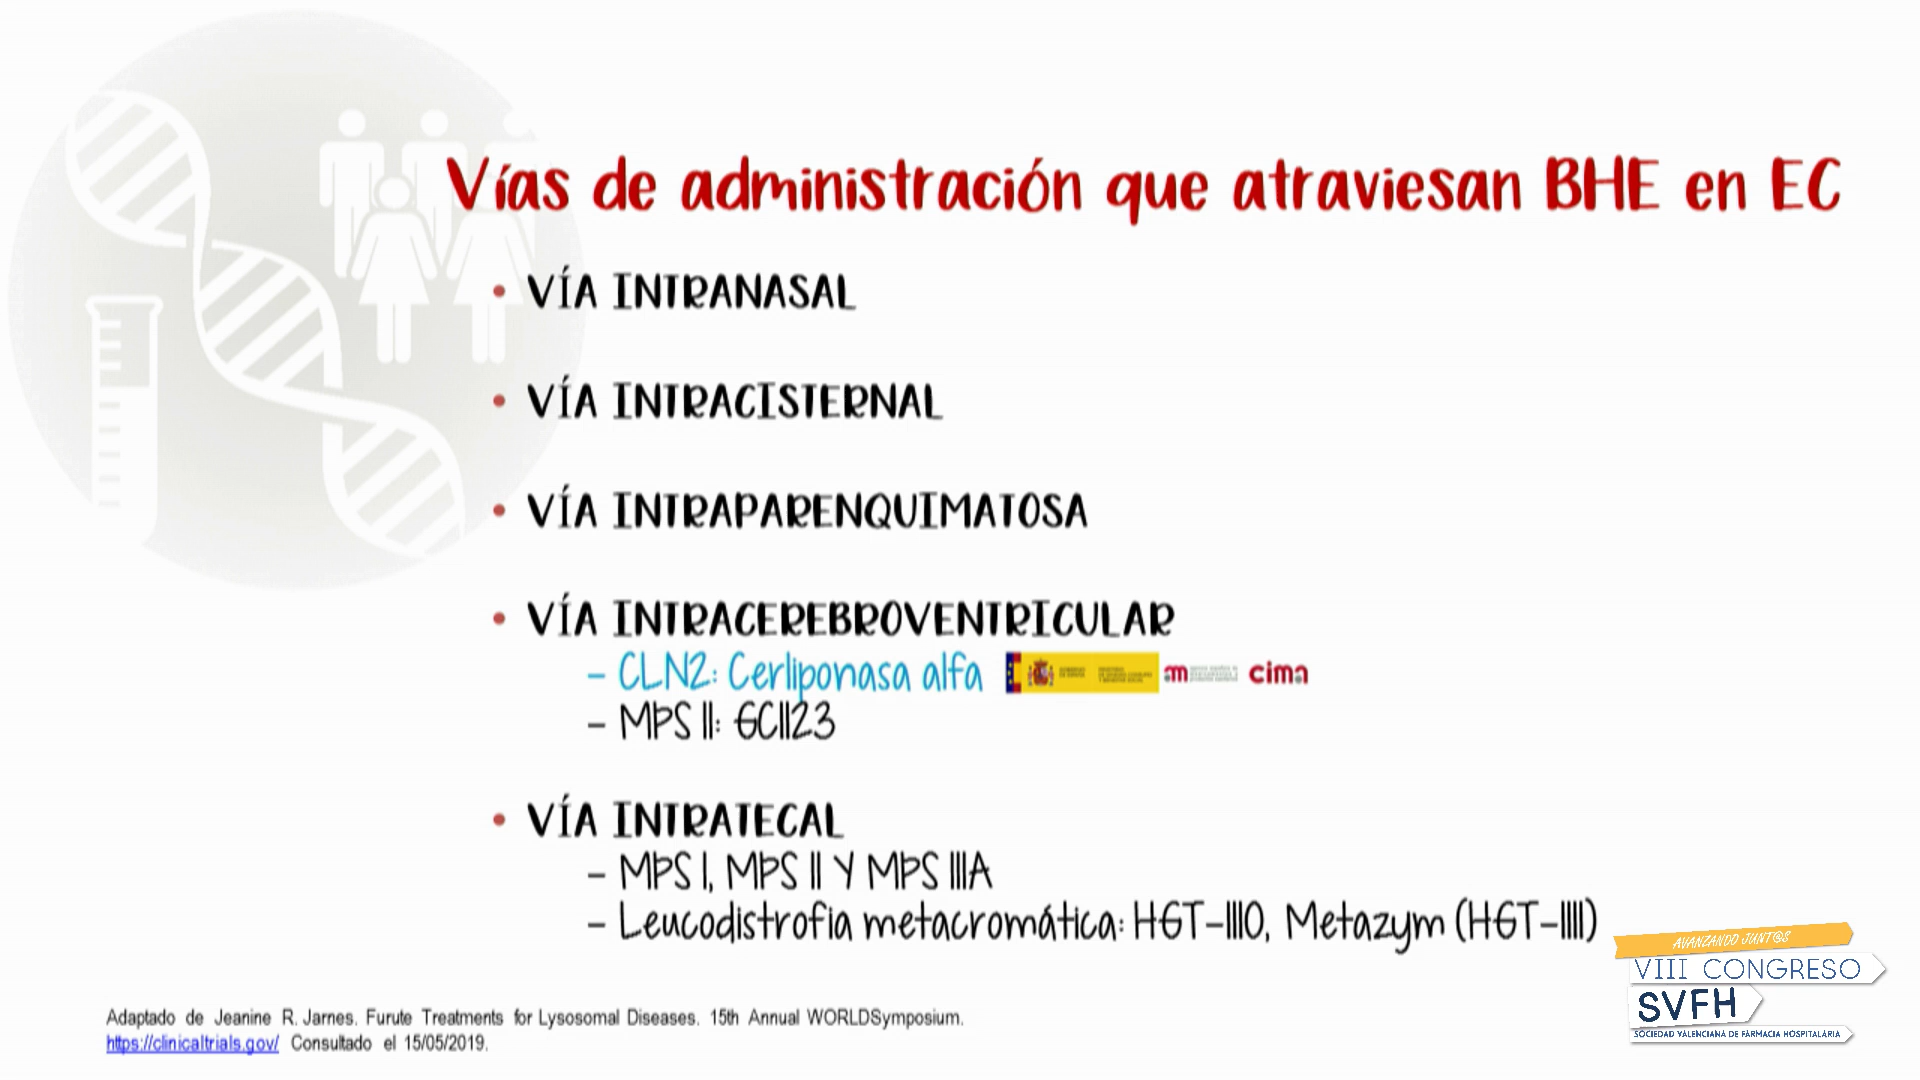 Vías de administración que atraviesan BHE en EC
• VÍA INTRANASAL
• VÍA INTRACISTERNAL
• VÍA INTRAPARENQUIMATOSA
• VÍA INTRACEREBROVENTRICULAR
– CLN2: Cerliponasa alfa
cima
– MPS II: GC1123
• VÍA INTRATECAL
– MPS I, MPS II Y MPS IIIA
– Leucodistrofia metacromática: HGT-1110, Metazym (HGT-1111)
AVANZANDO JUNT@S
VIII CONGRESO
SVFH
SOCIEDAD VALENCIANA DE FARMACIA HOSPITALARIA
Adaptado de Jeanine R. Jarnes. Furute Treatments for Lysosomal Diseases. 15th Annual WORLDSymposium.
https://clinicaltrials.gov/ Consultado el 15/05/2019.